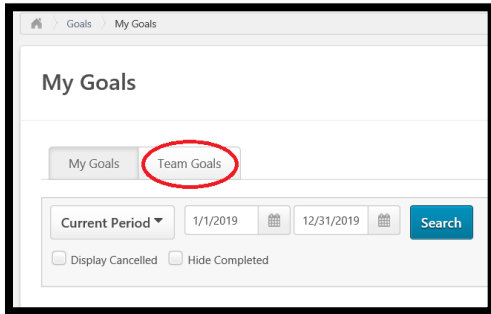 Goals My Goals
My Goals
My Goals Team Goals
Current Period 1/1/2019 12/31/2019 Search
Display Cancelled Hide Completed